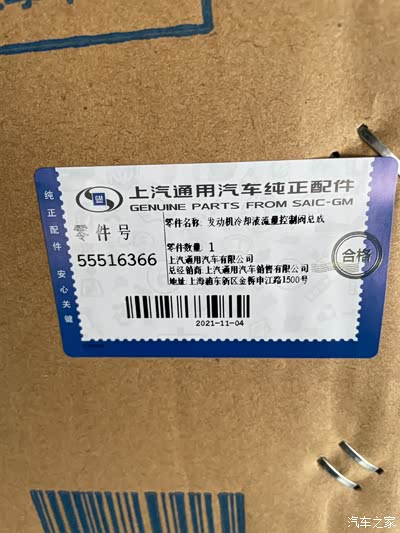 上汽通用汽车纯正配件
GENUINE PARTS FROM SAIC-GM
零件名称: 发动机冷却液流量控制阀总成
零件号
55516366
零件数量 1
上汽通用汽车有限公司
总经销商:上汽通用汽车销售有限公司
地址:上海浦东新区金桥申江路1500号
合格
2021-11-04
纯正配件 安心关键
汽车之家